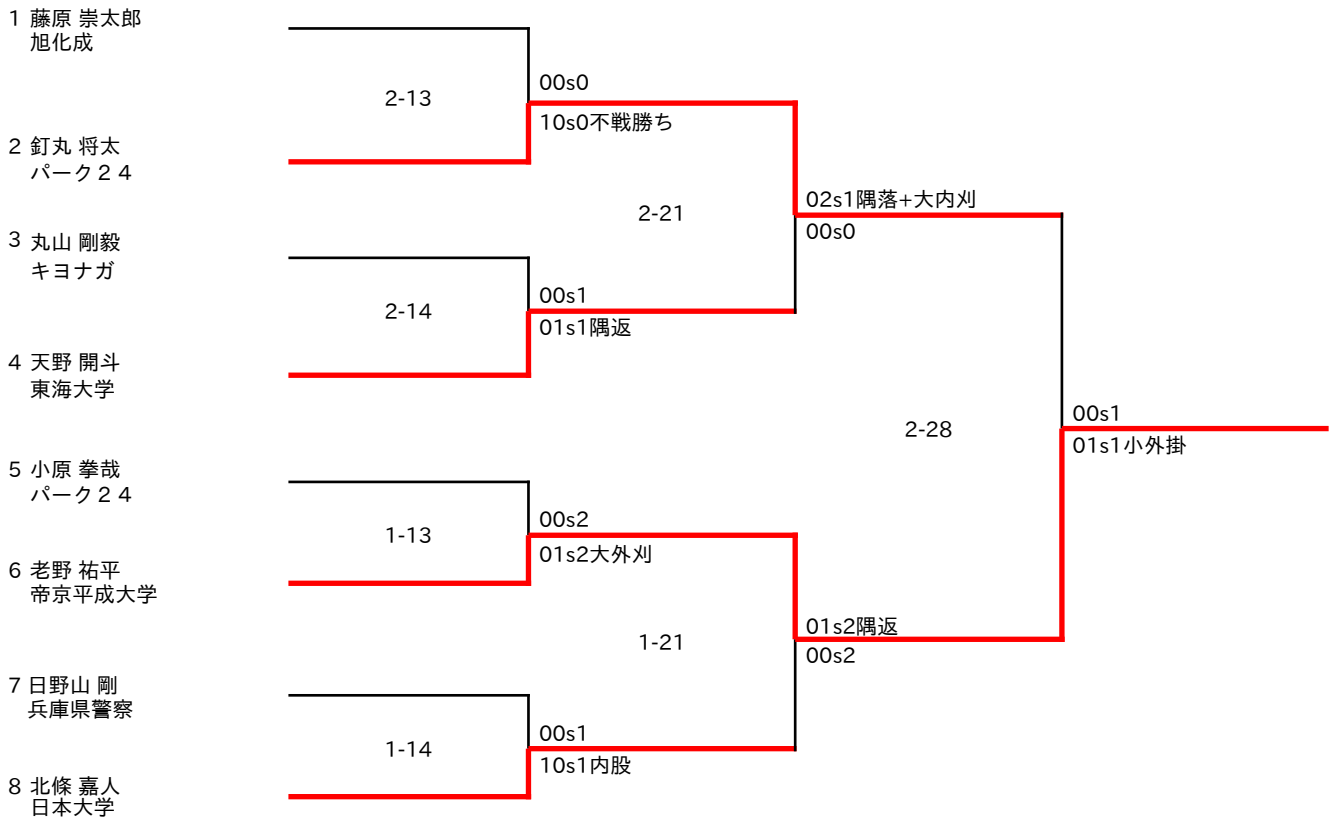 1 藤原 崇太郎
旭化成
2-13
00s0
10s0不戦勝ち
2 釘丸 将太
パーク２４
2-21
02s1隅落+大内刈
00s0
3 丸山 剛毅
キヨナガ
2-14
00s1
01s1隅返
4 天野 開斗
東海大学
2-28
00s1
01s1小外掛
5 小原 拳哉
パーク２４
1-13
00s2
01s2大外刈
6 老野 祐平
帝京平成大学
1-21
01s2隅返
00s2
7 日野山 剛
兵庫県警察
1-14
00s1
10s1内股
8 北條 嘉人
日本大学